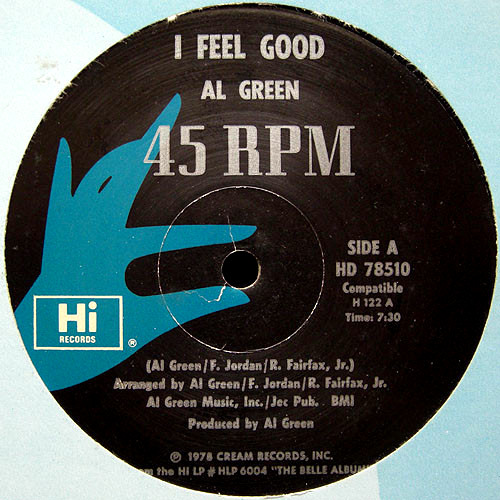 I FEEL GOOD
AL GREEN
45 RPM
SIDE A
HD 78510
Compatible
H 122 A
Time: 7:30
Hi
RECORDS
®
(Al Green/F. Jordan/R. Fairfax, Jr.)
Arranged by Al Green/F. Jordan/R. Fairfax, Jr.
Al Green Music, Inc./Jec Pub. BMI
Produced by Al Green
℗ 1978 CREAM RECORDS, INC.
from the Hi LP # HLP 6004 "THE BELLE ALBUM